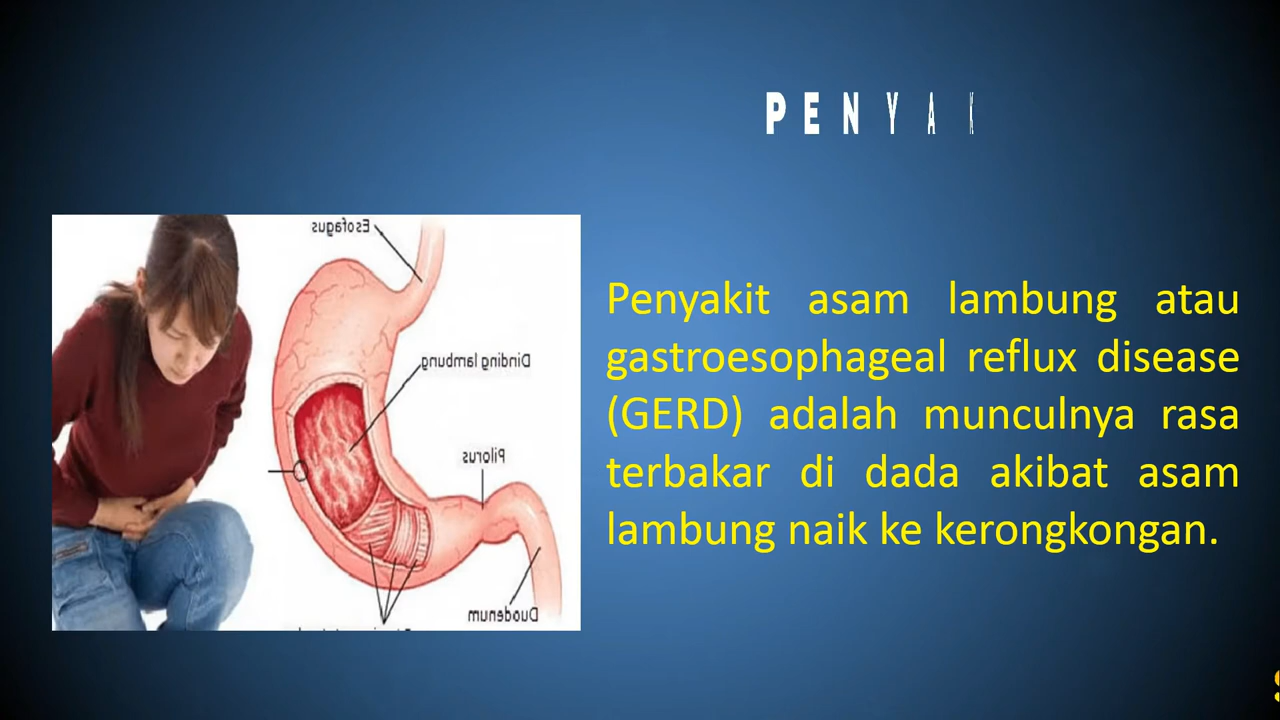 P E N Y A K
Esofagus
Dinding lambung
Pilorus
Duodenum
Penyakit asam lambung atau
gastroesophageal reflux disease
(GERD) adalah munculnya rasa
terbakar di dada akibat asam
lambung naik ke kerongkongan.